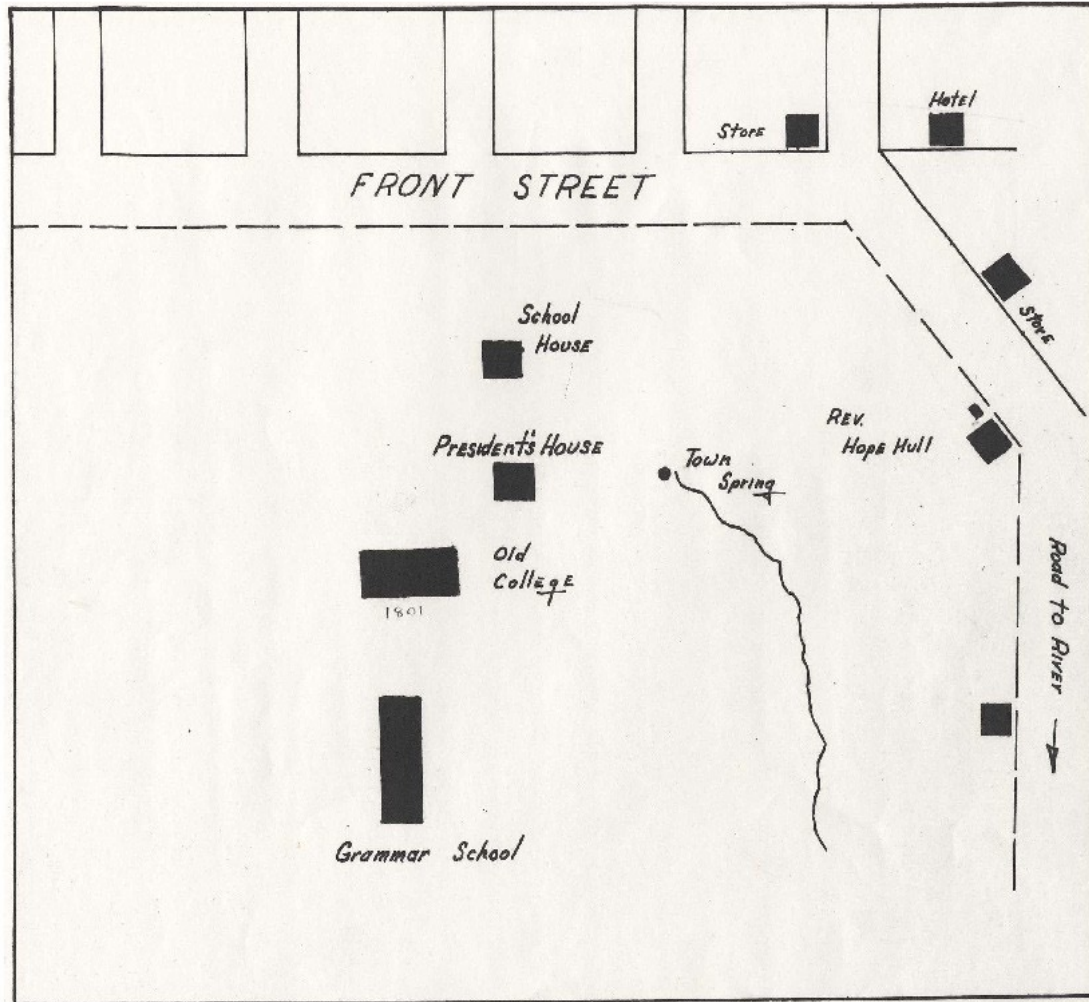 Hotel
Store
FRONT STREET
Store
School
House
Rev.
Hope Hull
President's House
Town
Spring
Old
College
1801
Road to River
Grammar School